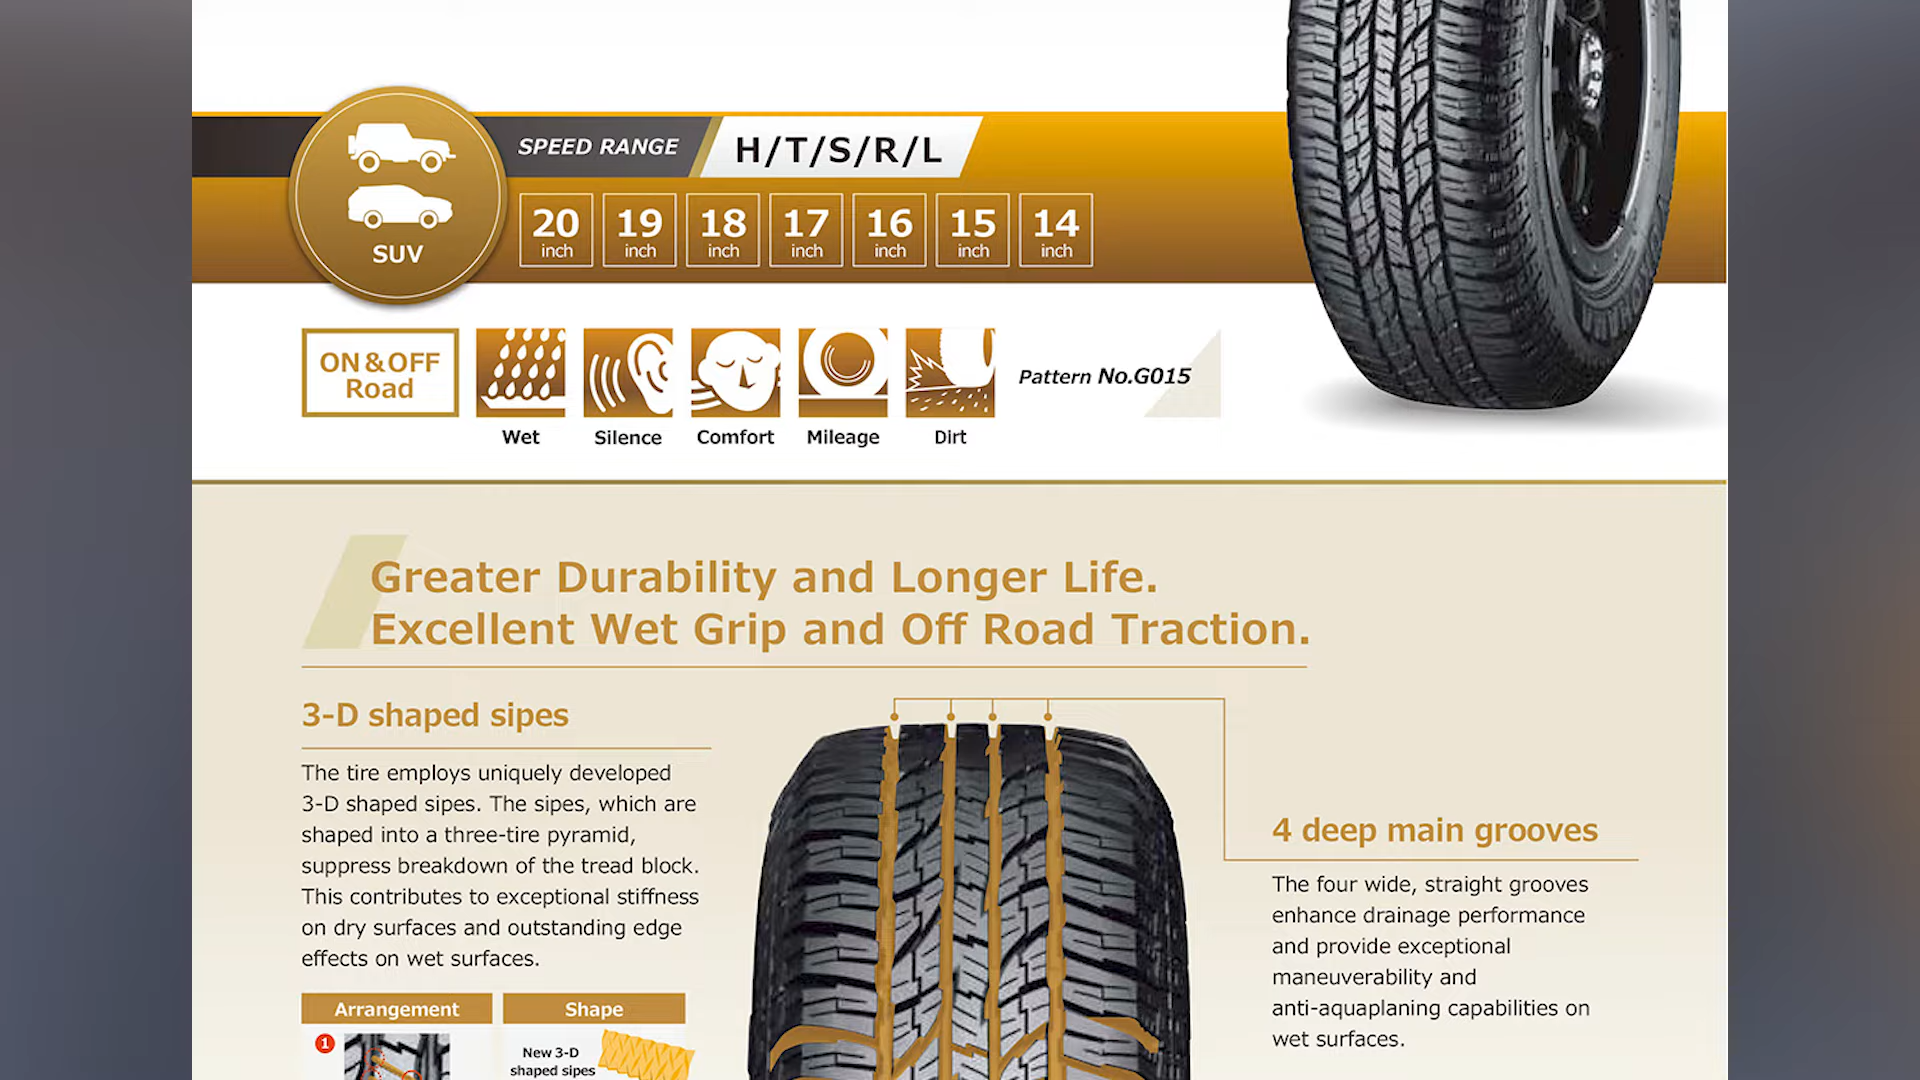 SPEED RANGE
H/T/S/R/L
20 inch
19 inch
18 inch
17 inch
16 inch
15 inch
14 inch
SUV
ON & OFF
Road
Wet
Silence
Comfort
Mileage
Dirt
Pattern No.G015
Greater Durability and Longer Life.
Excellent Wet Grip and Off Road Traction.
3-D shaped sipes
The tire employs uniquely developed
3-D shaped sipes. The sipes, which are
shaped into a three-tire pyramid,
suppress breakdown of the tread block.
This contributes to exceptional stiffness
on dry surfaces and outstanding edge
effects on wet surfaces.
Arrangement
Shape
1
New 3-D
shaped sipes
4 deep main grooves
The four wide, straight grooves
enhance drainage performance
and provide exceptional
maneuverability and
anti-aquaplaning capabilities on
wet surfaces.